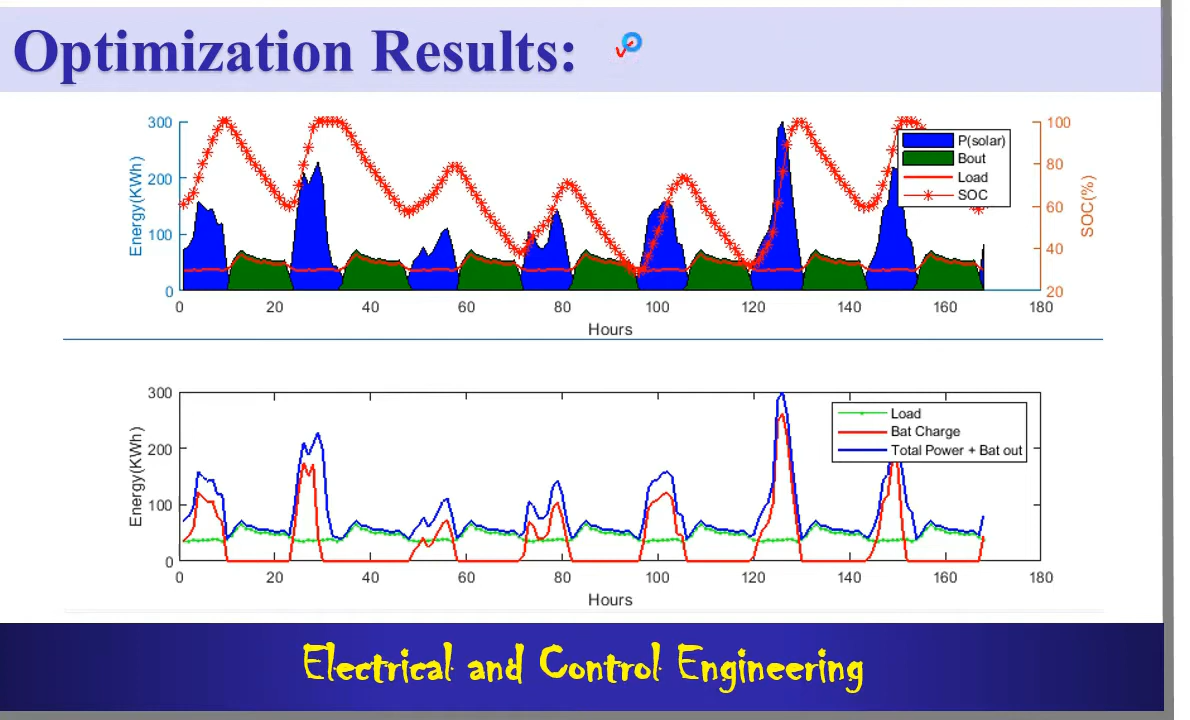 Optimization Results:
300
200
100
0
Energy(KWh)
100
80
60
40
20
SOC(%)
P(solar)
Bout
Load
SOC
0 20 40 60 80 100 120 140 160 180
Hours
300
200
100
0
Energy(KWh)
Load
Bat Charge
Total Power + Bat out
0 20 40 60 80 100 120 140 160 180
Hours
Electrical and Control Engineering